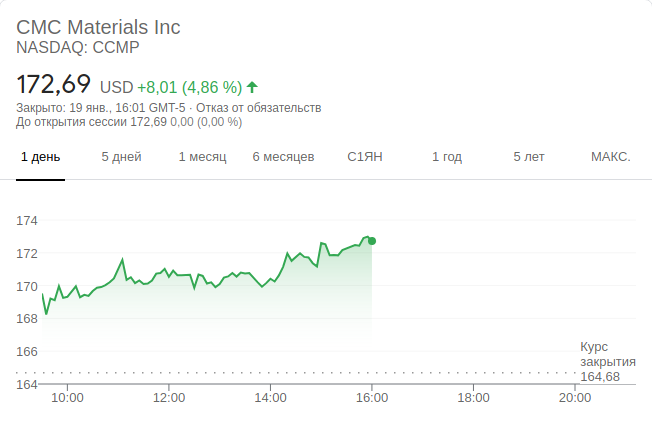 CMC Materials Inc
NASDAQ: CCMP
172,69 USD +8,01 (4,86 %)
Закрыто: 19 янв., 16:01 GMT-5 · Отказ от обязательств
До открытия сессии 172,69 0,00 (0,00 %)
1 день 5 дней 1 месяц 6 месяцев С1ЯН 1 год 5 лет МАКС.
174
172
170
168
166
Курс
закрытия
164,68
164
10:00 12:00 14:00 16:00 18:00 20:00